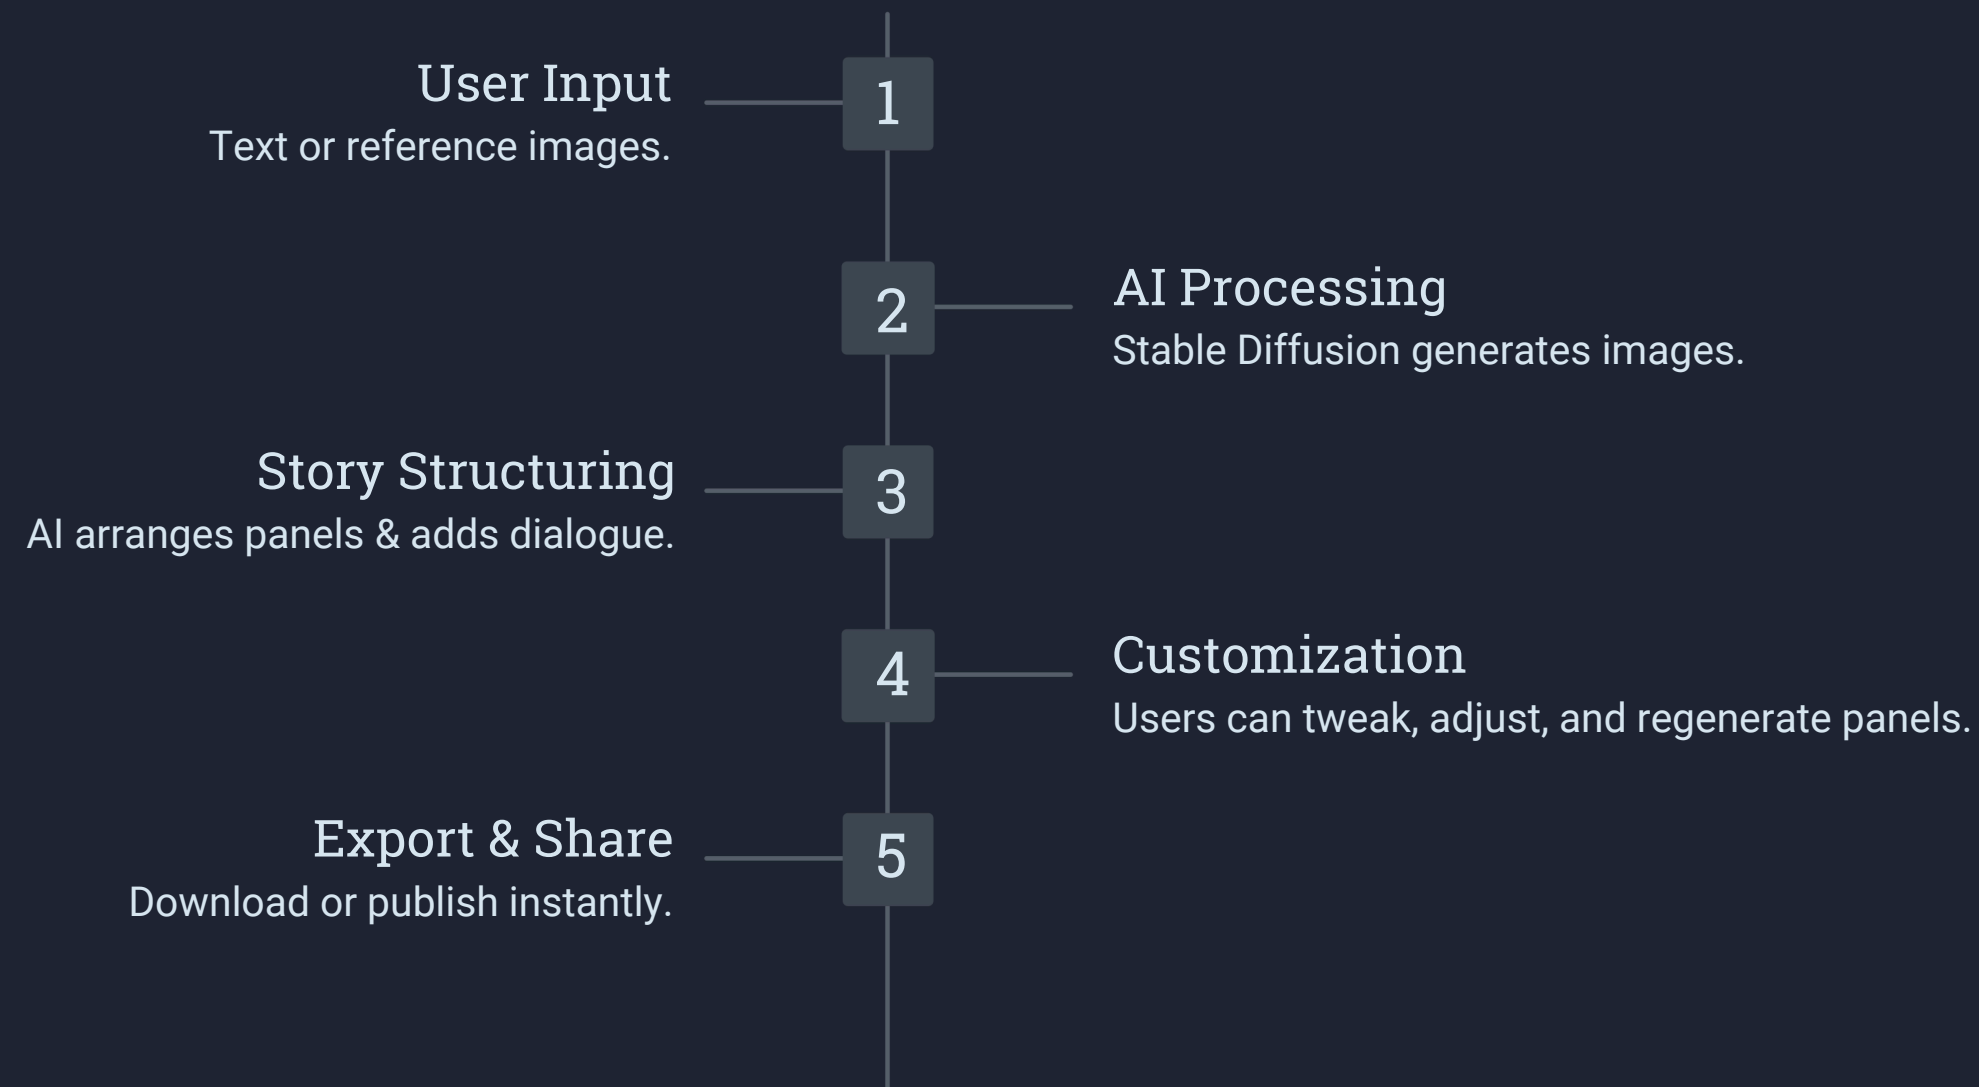 User Input
Text or reference images.
1
2
AI Processing
Stable Diffusion generates images.
Story Structuring
AI arranges panels & adds dialogue.
3
4
Customization
Users can tweak, adjust, and regenerate panels.
Export & Share
Download or publish instantly.
5